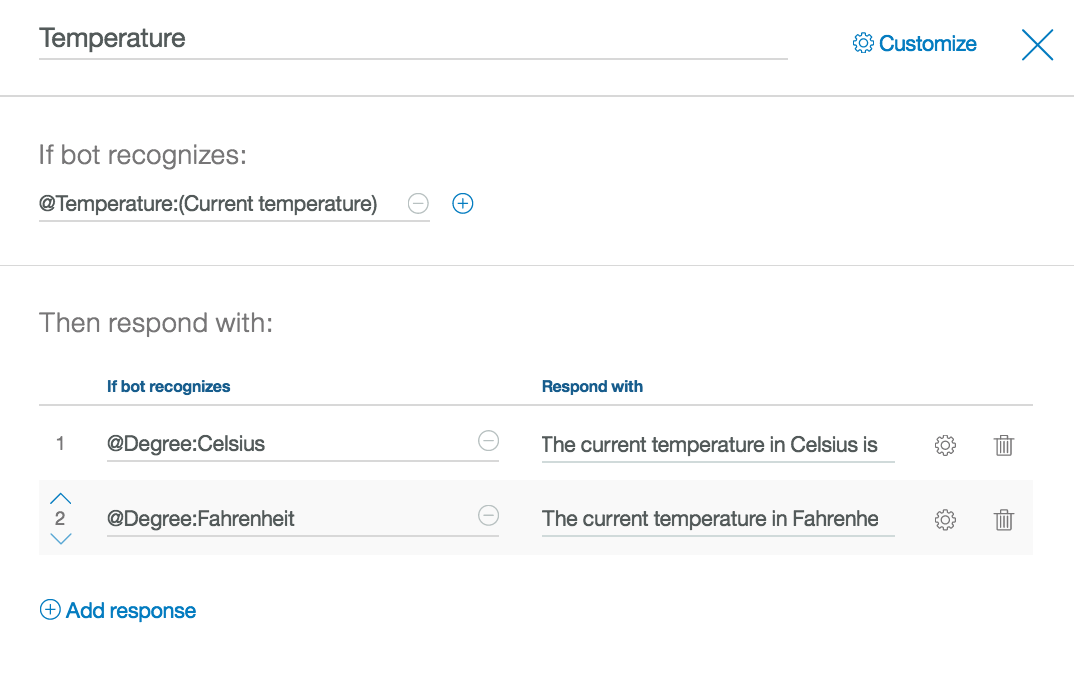 Temperature
Customize
If bot recognizes:
@Temperature:(Current temperature)
Then respond with:
If bot recognizes Respond with
1 @Degree:Celsius The current temperature in Celsius is
2 @Degree:Fahrenheit The current temperature in Fahrenhe
Add response